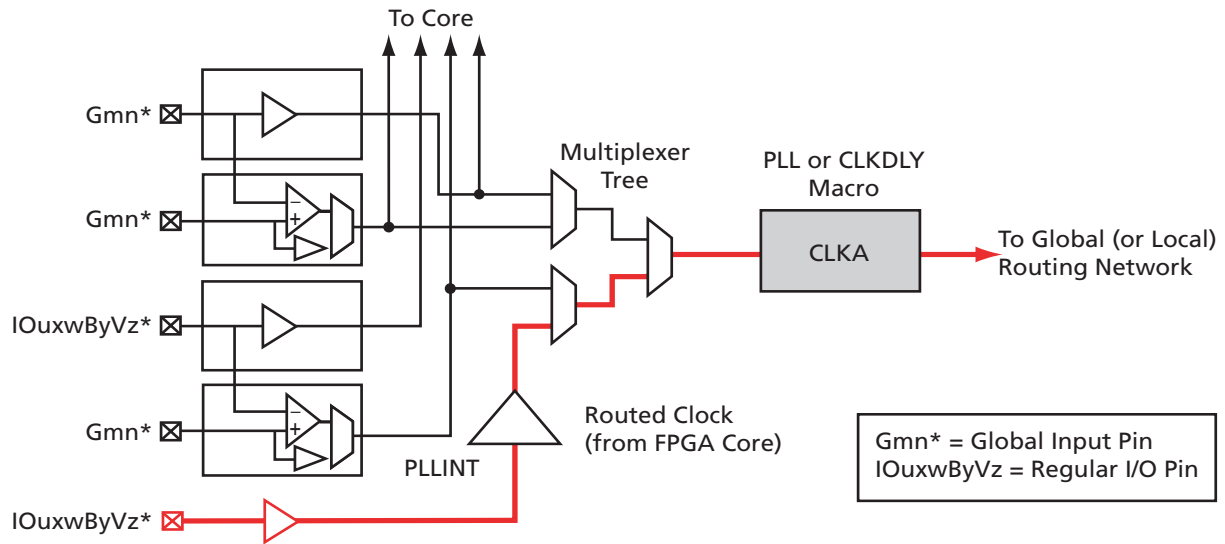 To Core
Gmn*
Gmn*
IOuxwByVz*
Gmn*
IOuxwByVz*
−
+
−
+
Multiplexer
Tree
PLL or CLKDLY
Macro
CLKA
To Global (or Local)
Routing Network
Routed Clock
(from FPGA Core)
PLLINT
Gmn* = Global Input Pin
IOuxwByVz = Regular I/O Pin